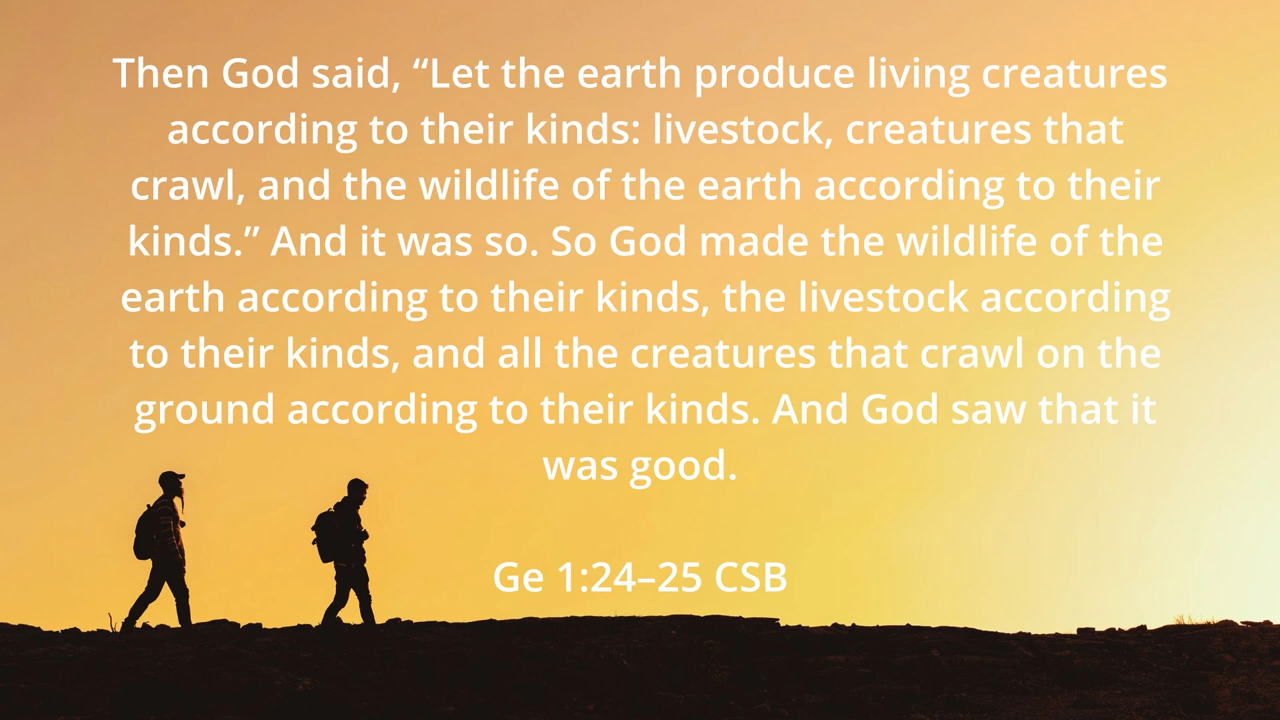 Then God said, “Let the earth produce living creatures
according to their kinds: livestock, creatures that
crawl, and the wildlife of the earth according to their
kinds.” And it was so. So God made the wildlife of the
earth according to their kinds, the livestock according
to their kinds, and all the creatures that crawl on the
ground according to their kinds. And God saw that it
was good.
Ge 1:24–25 CSB